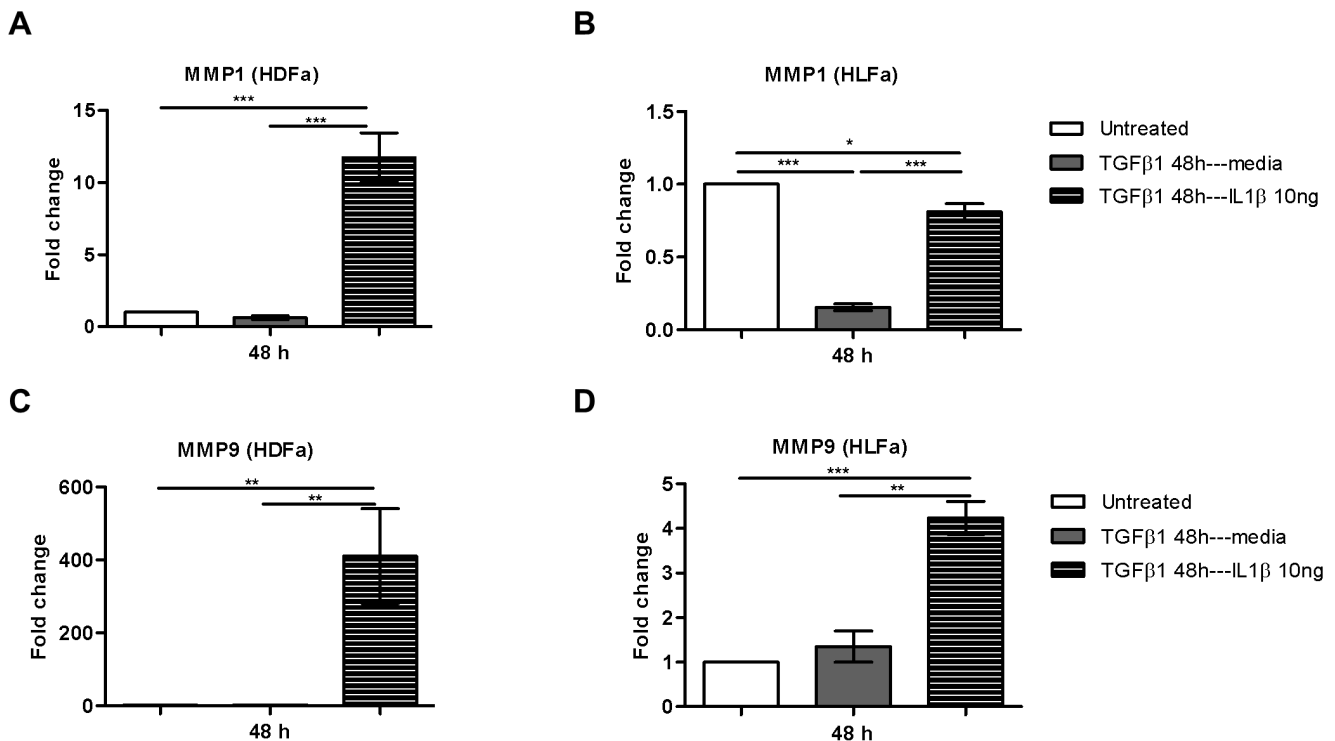 A
MMP1 (HDFa)
***
***
15
10
5
0
Fold change
48 h
B
MMP1 (HLFa)
*
***
***
1.5
1.0
0.5
0.0
Fold change
48 h
Untreated
TGFβ1 48h---media
TGFβ1 48h---IL1β 10ng
C
MMP9 (HDFa)
**
**
600
400
200
0
Fold change
48 h
D
MMP9 (HLFa)
***
**
5
4
3
2
1
0
Fold change
48 h
Untreated
TGFβ1 48h---media
TGFβ1 48h---IL1β 10ng